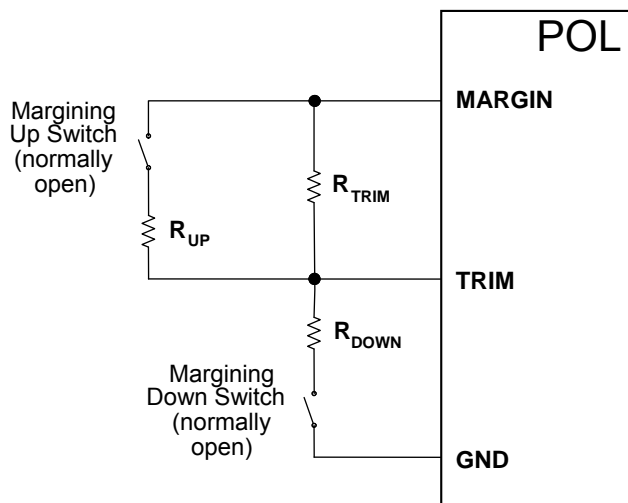 POL
MARGIN
Margining
Up Switch
(normally
open)
R_TRIM
R_UP
TRIM
R_DOWN
Margining
Down Switch
(normally
open)
GND